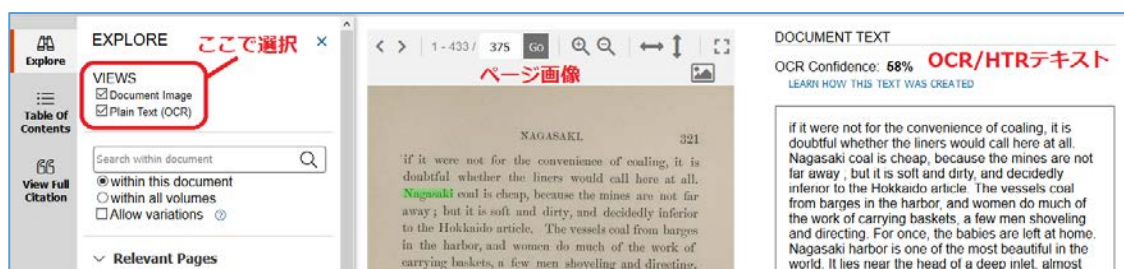 Explore
Table Of
Contents
View Full
Citation
EXPLORE
ここで選択
×
VIEWS
Document Image
Plain Text (OCR)
Search within document
within this document
within all volumes
Allow variations
Relevant Pages
1 - 433 /
375
Go
ページ画像
NAGASAKI.
321
if it were not for the convenience of coaling, it is
doubtful whether the liners would call here at all.
Nagasaki coal is cheap, because the mines are not far
away ; but it is soft and dirty, and decidedly inferior
to the Hokkaido article. The vessels coal from barges
in the harbor, and women do much of the work of
carrying baskets, a few men shoveling and directing.
DOCUMENT TEXT
OCR Confidence: 58%
OCR/HTRテキスト
LEARN HOW THIS TEXT WAS CREATED
if it were not for the convenience of coaling, it is
doubtful whether the liners would call here at all.
Nagasaki coal is cheap, because the mines are not
far away ; but it is soft and dirty, and decidedly
inferior to the Hokkaido article. The vessels coal
from barges in the harbor, and women do much of
the work of carrying baskets, a few men shoveling
and directing. For once, the babies are left at home.
Nagasaki harbor is one of the most beautiful in the
world. It lies near the head of a deep inlet, almost